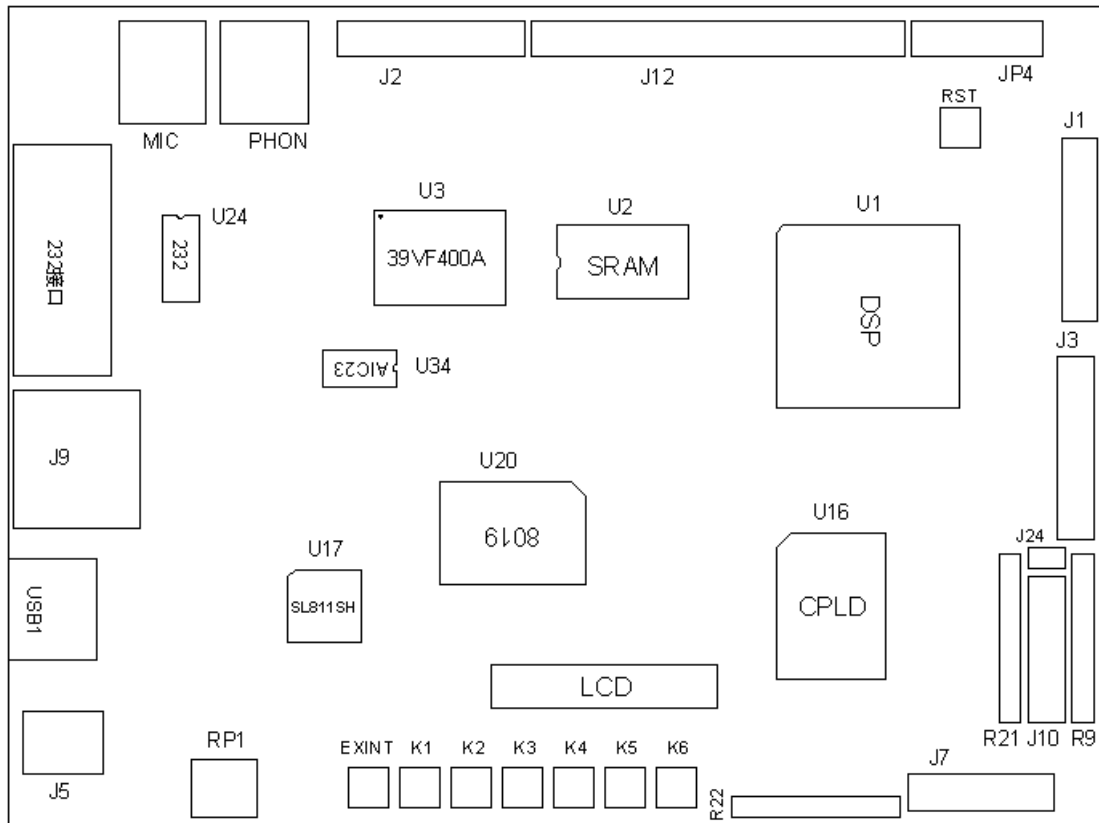 J2
J12
JP4
MIC
PHON
RST
J1
U24
U3
U2
U1
232接口
232
39VF400A
SRAM
DSP
AIC23
U34
J3
J9
U20
8019
U16
J24
U17
SL811SH
CPLD
USB1
LCD
RP1
EXINT
K1
K2
K3
K4
K5
K6
R21
J10
R9
J5
R22
J7